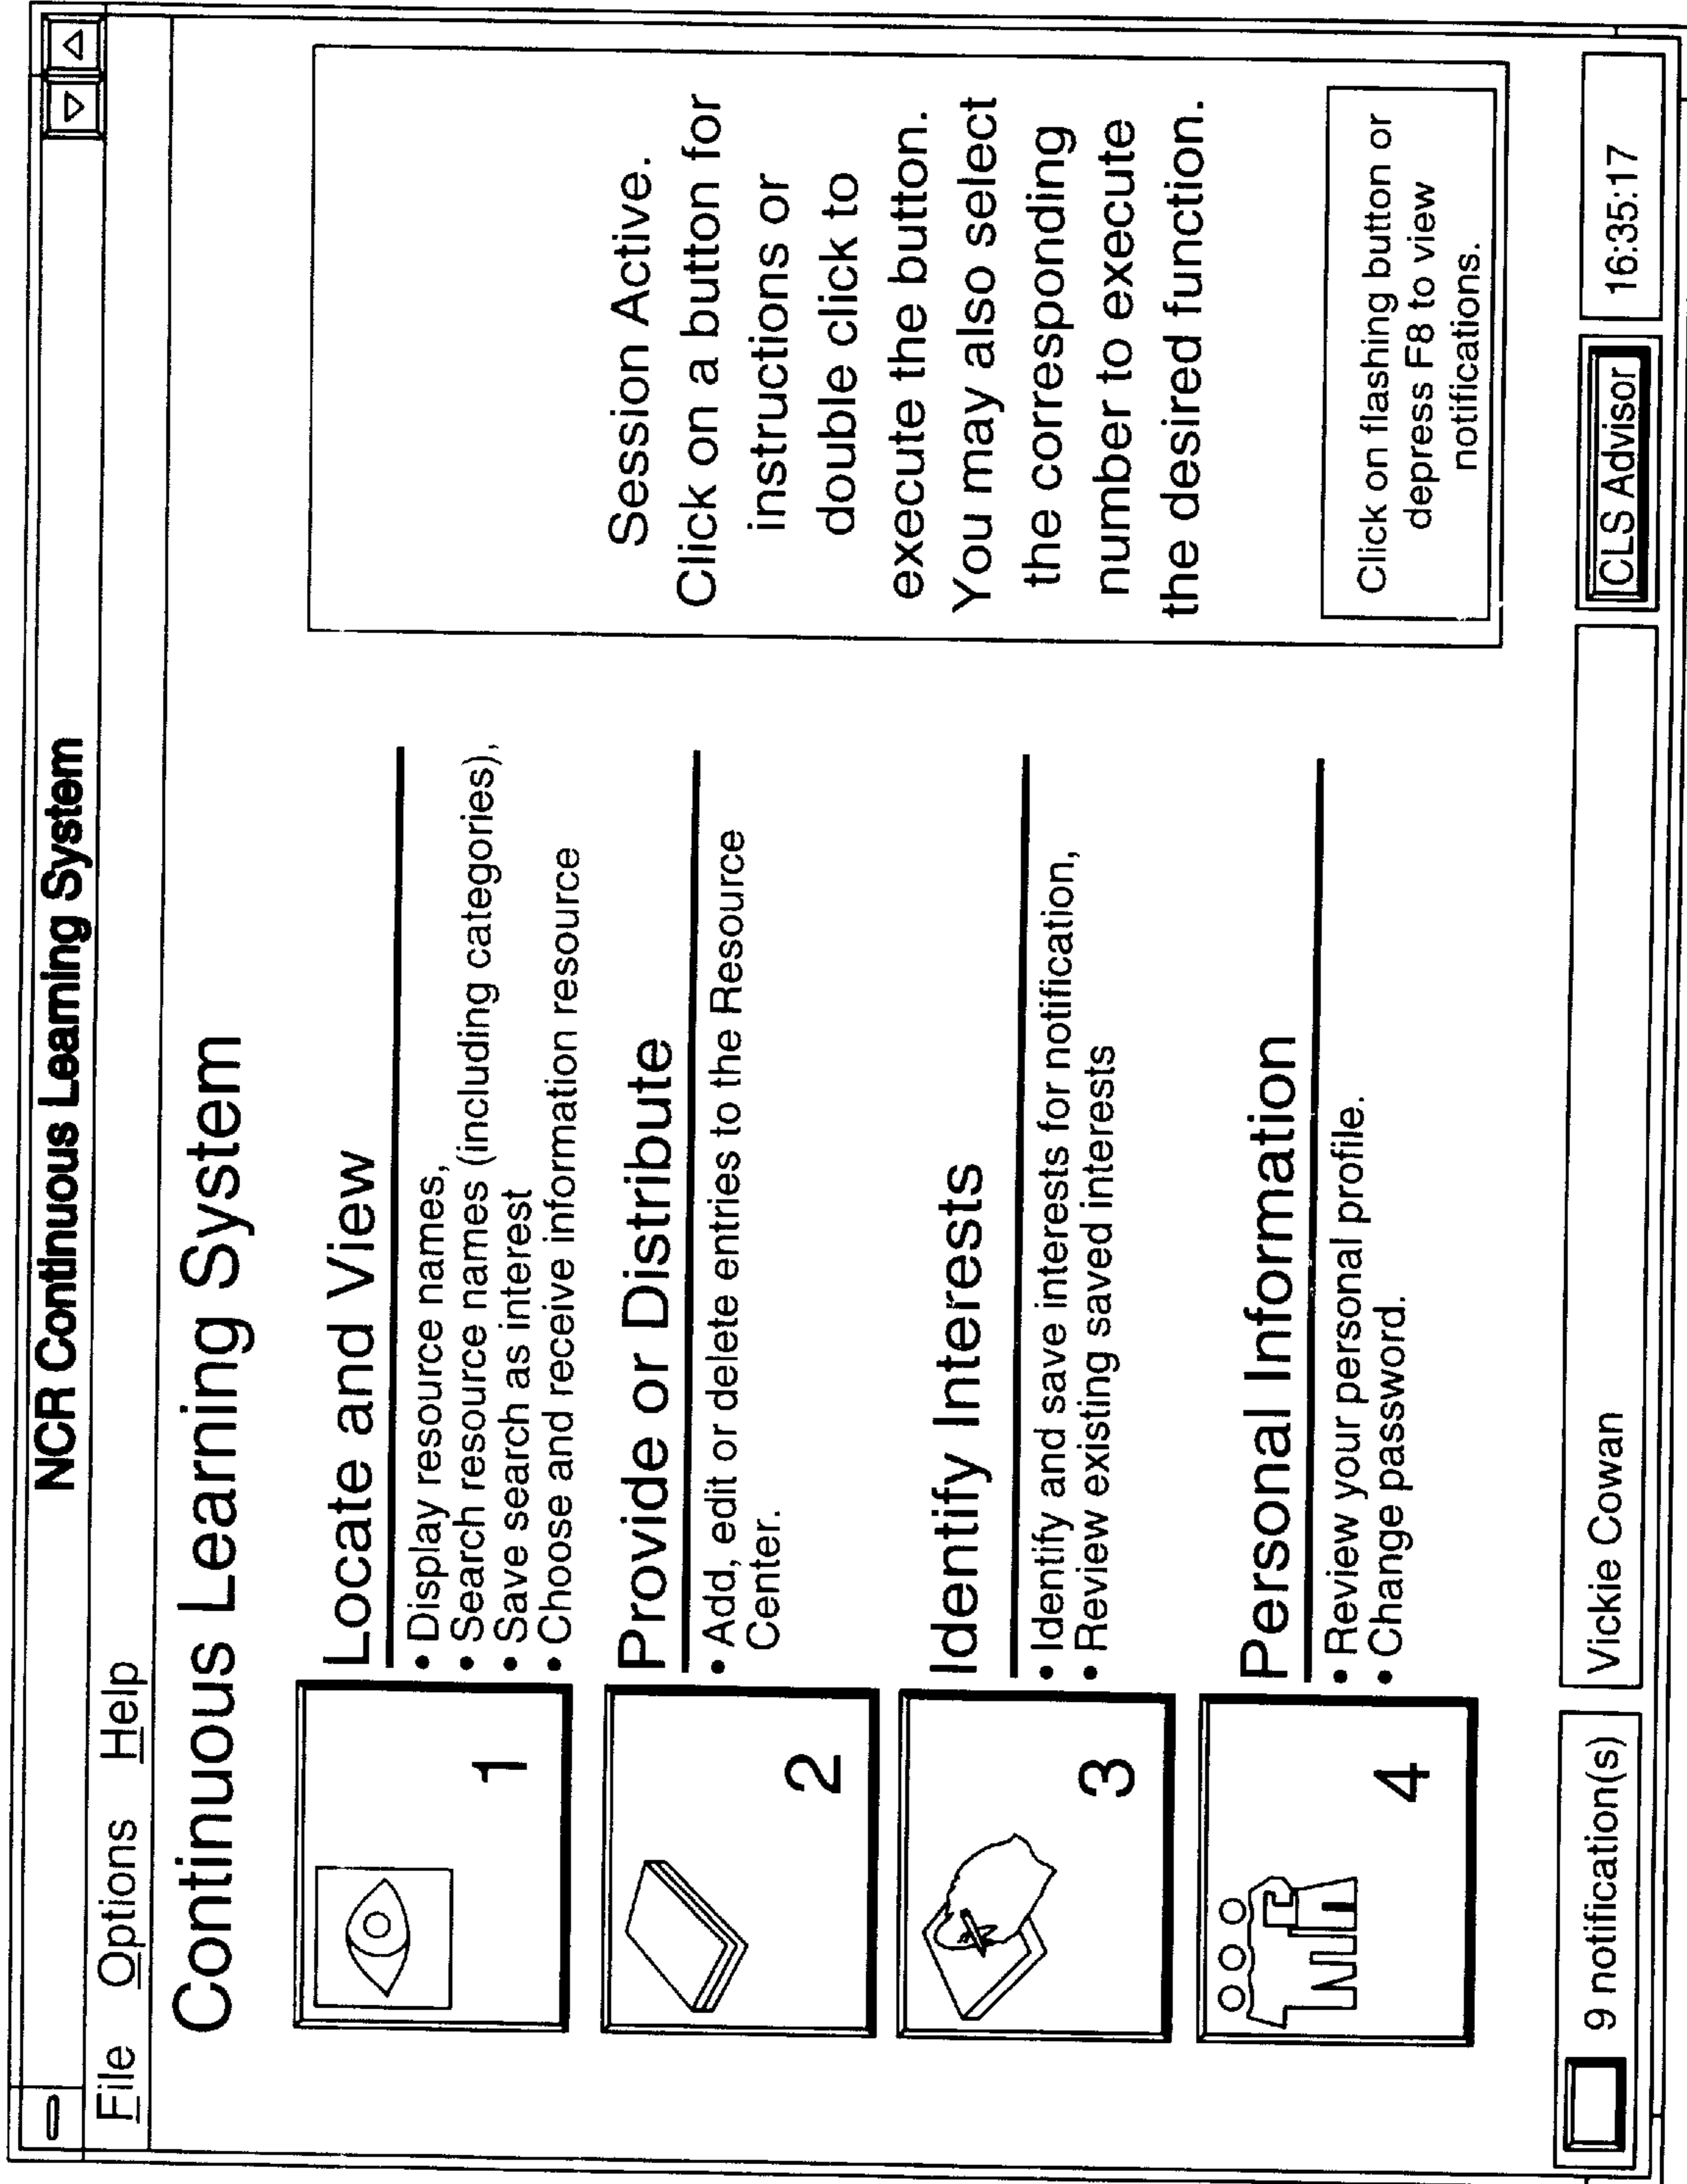 NCR Continuous Learning System
File Options Help
Continuous Learning System
1
Locate and View
• Display resource names,
• Search resource names (including categories),
• Save search as interest
• Choose and receive information resource
2
Provide or Distribute
• Add, edit or delete entries to the Resource
Center.
3
Identify Interests
• Identify and save interests for notification,
• Review existing saved interests
4
Personal Information
• Review your personal profile.
• Change password.
Session Active.
Click on a button for
instructions or
double click to
execute the button.
You may also select
the corresponding
number to execute
the desired function.
Click on flashing button or
depress F8 to view
notifications.
9 notification(s)
Vickie Cowan
CLS Advisor
16:35:17